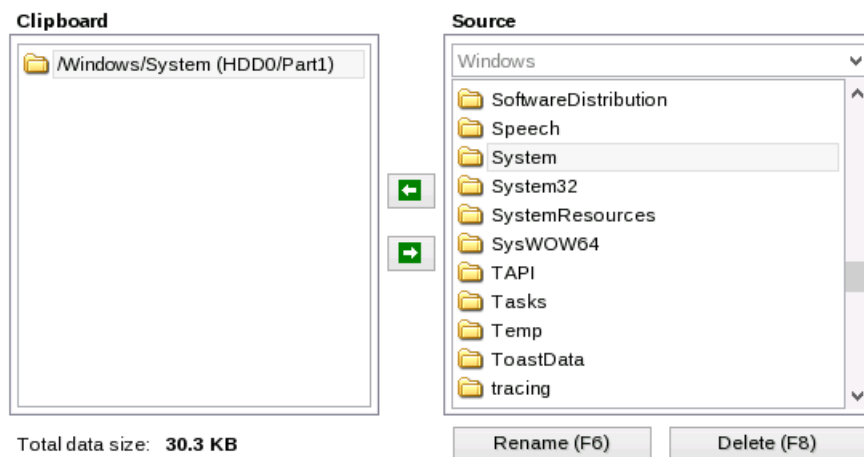 Clipboard
/Windows/System (HDD0/Part1)
Total data size: 30.3 KB
Source
Windows
SoftwareDistribution
Speech
System
System32
SystemResources
SysWOW64
TAPI
Tasks
Temp
ToastData
tracing
Rename (F6)
Delete (F8)